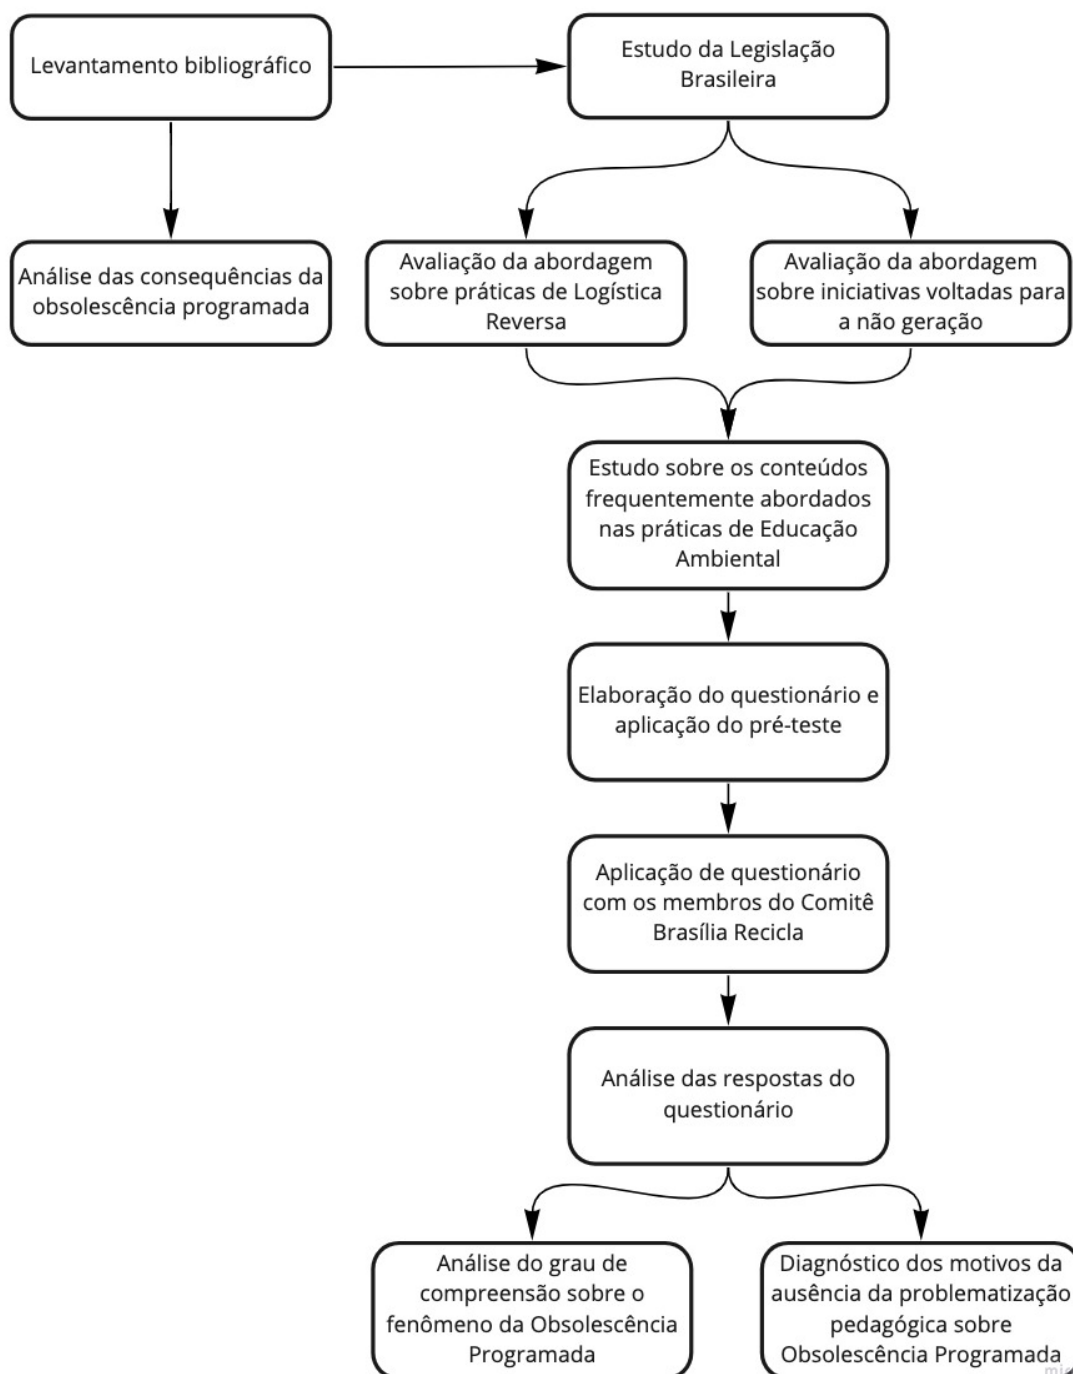 Levantamento bibliográfico
Estudo da Legislação
Brasileira
Análise das consequências da
obsolescência programada
Avaliação da abordagem
sobre práticas de Logística
Reversa
Avaliação da abordagem
sobre iniciativas voltadas para
a não geração
Estudo sobre os conteúdos
frequentemente abordados
nas práticas de Educação
Ambiental
Elaboração do questionário e
aplicação do pré-teste
Aplicação de questionário
com os membros do Comitê
Brasília Recicla
Análise das respostas do
questionário
Análise do grau de
compreensão sobre o
fenômeno da Obsolescência
Programada
Diagnóstico dos motivos da
ausência da problematização
pedagógica sobre
Obsolescência Programada